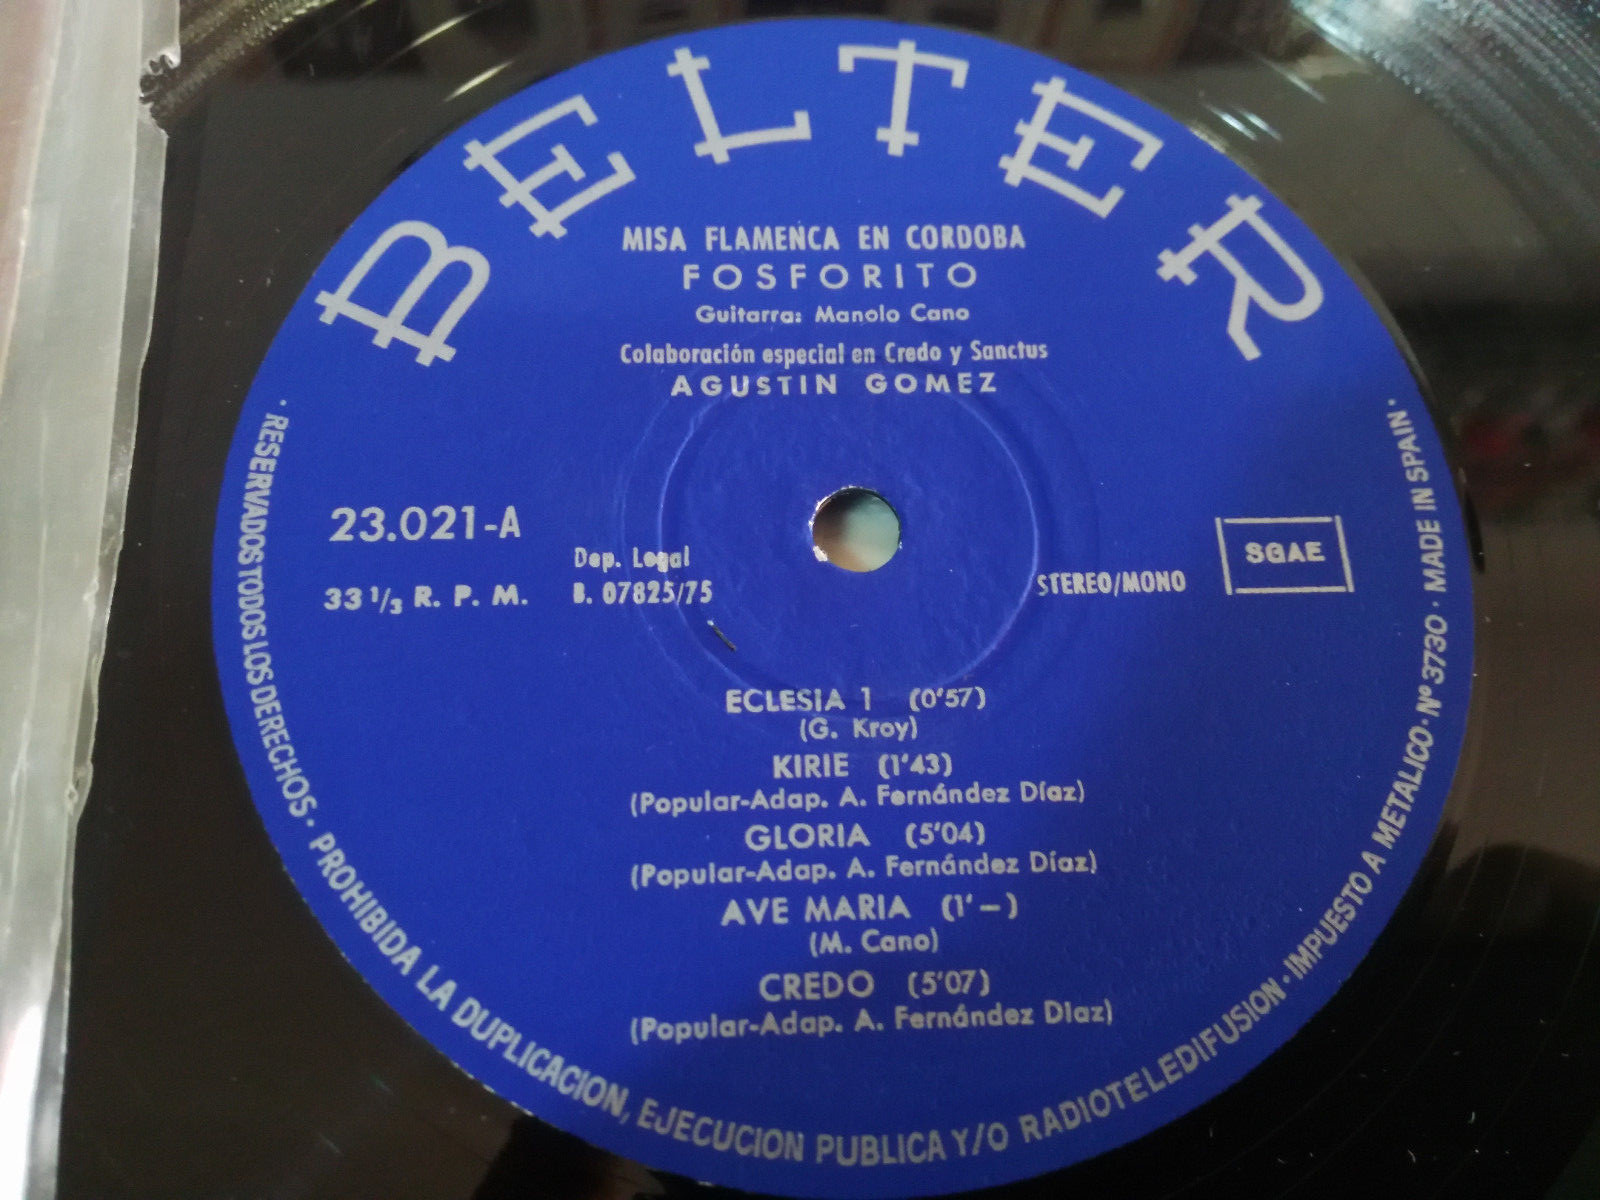 BELTER
MISA FLAMENCA EN CORDOBA
FOSFORITO
Guitarra: Manolo Cano
Colaboración especial en Credo y Sanctus
AGUSTIN GOMEZ
23.021-A
33 1/3 R. P. M.
Dep. Legal
B. 07825/75
STEREO/MONO
SGAE
ECLESIA 1 (0'57)
(G. Kroy)
KIRIE (1'43)
(Popular-Adap. A. Fernández Díaz)
GLORIA (5'04)
(Popular-Adap. A. Fernández Díaz)
AVE MARIA (1'—)
(M. Cano)
CREDO (5'07)
(Popular-Adap. A. Fernández Diaz)
· RESERVADOS TODOS LOS DERECHOS · PROHIBIDA LA DUPLICACION, EJECUCION PUBLICA Y/O RADIOTELEDIFUSION · IMPUESTO A METALICO · Nº 3730 · MADE IN SPAIN ·